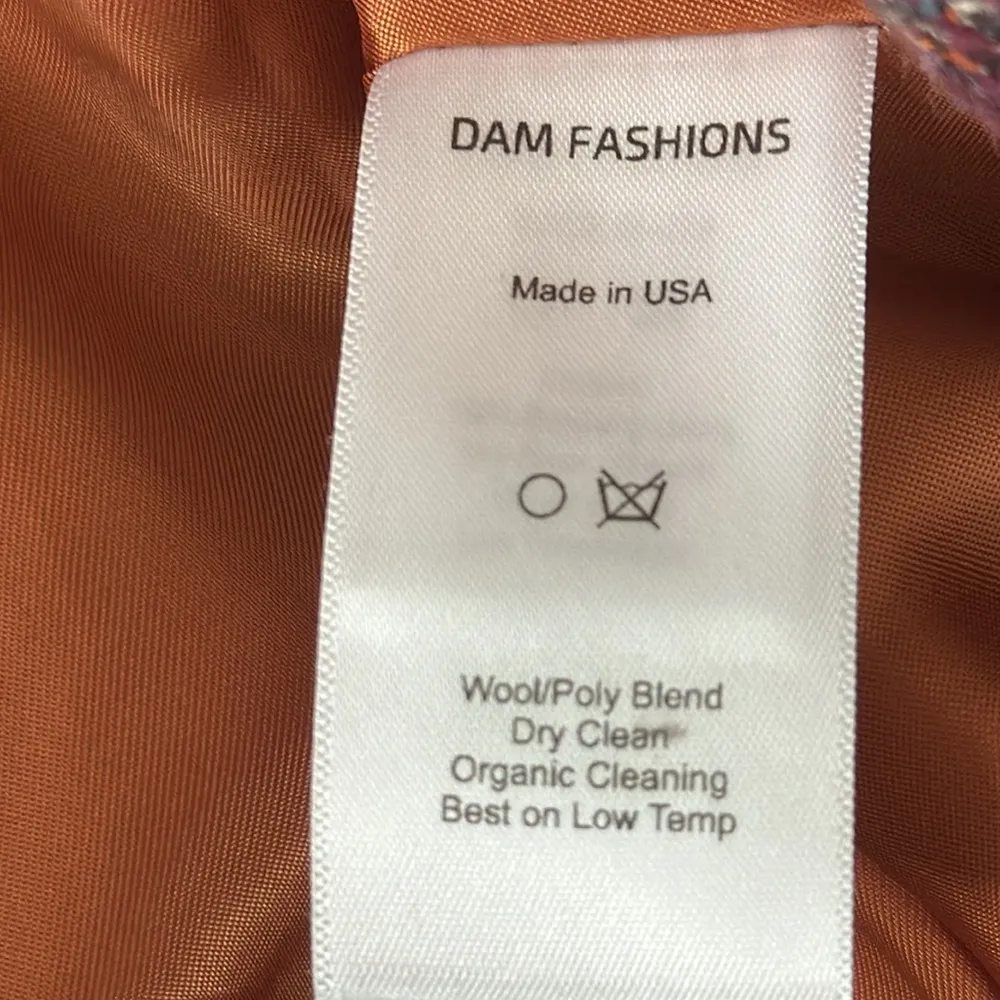 DAM FASHIONS
Made in USA
Wool/Poly Blend
Dry Clean
Organic Cleaning
Best on Low Temp